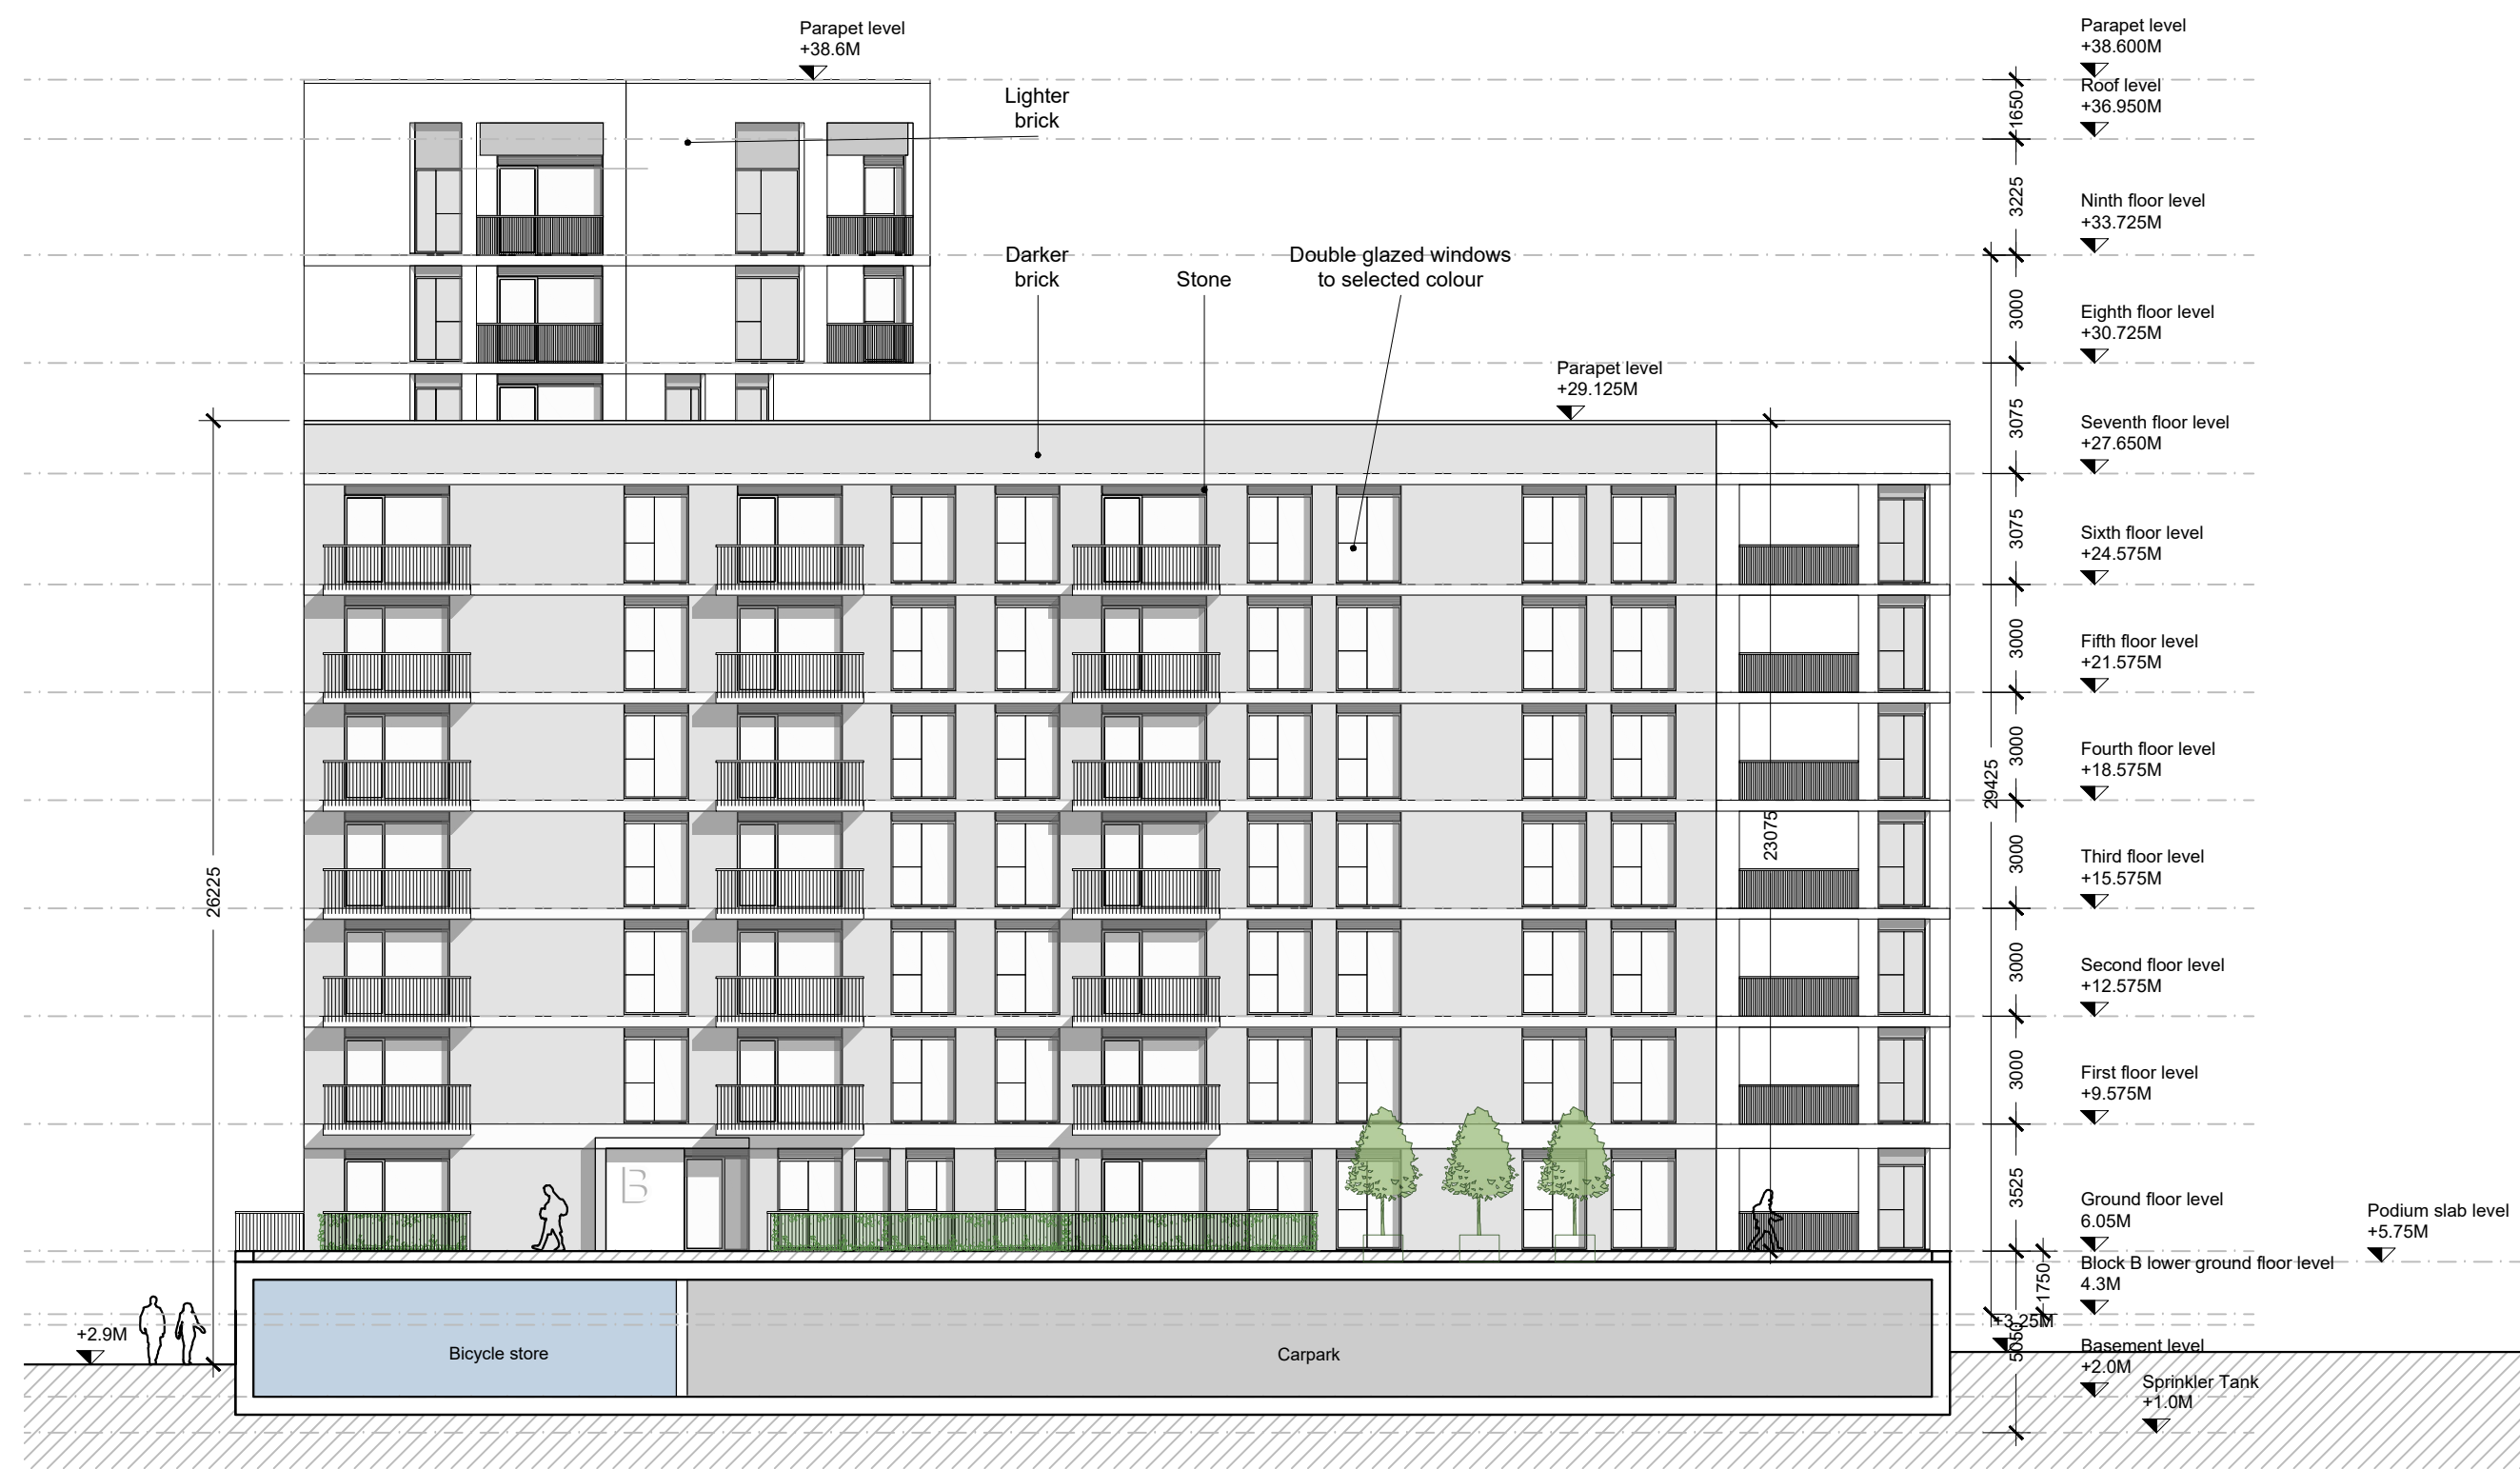 Parapet level
+38.6M
Parapet level
+38.600M
Roof level
+36.950M
1650
Lighter
brick
3225
Ninth floor level
+33.725M
Darker
brick
Stone
Double glazed windows
to selected colour
3000
Eighth floor level
+30.725M
Parapet level
+29.125M
3075
Seventh floor level
+27.650M
3075
Sixth floor level
+24.575M
3000
Fifth floor level
+21.575M
3000
Fourth floor level
+18.575M
29425
23075
26225
3000
Third floor level
+15.575M
3000
Second floor level
+12.575M
3000
First floor level
+9.575M
B
3525
Ground floor level
6.05M
Podium slab level
+5.75M
Block B lower ground floor level
4.3M
1750
+3.25M
5050
+2.9M
Bicycle store
Carpark
Basement level
+2.0M
Sprinkler Tank
+1.0M